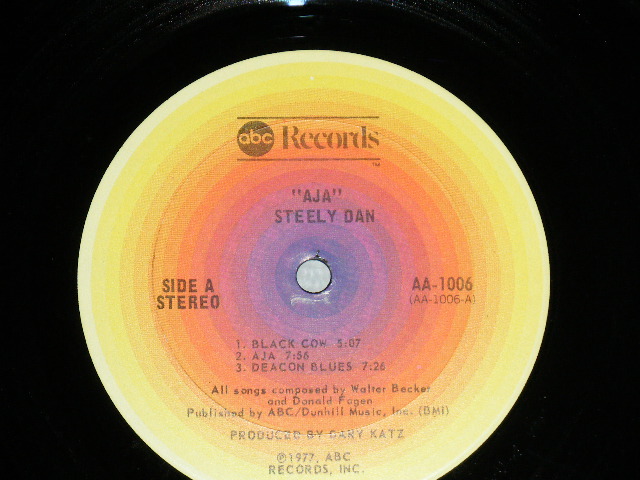 abc Records
TM
"AJA"
STEELY DAN
SIDE A
STEREO
AA-1006
(AA-1006-A)
1. BLACK COW 5:07
2. AJA 7:56
3. DEACON BLUES 7:26
All songs composed by Walter Becker
and Donald Fagen
Published by ABC/Dunhill Music, Inc. (BMI)
PRODUCED BY GARY KATZ
℗1977, ABC
RECORDS, INC.